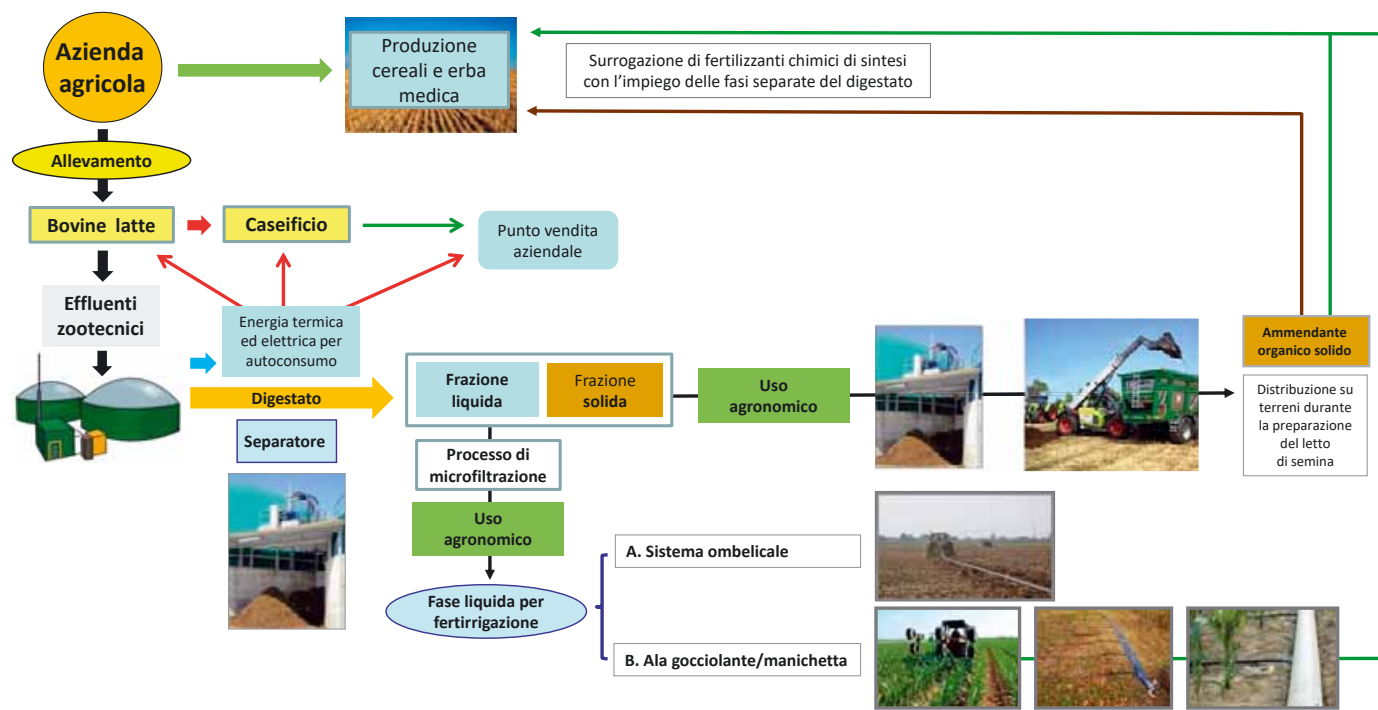 Azienda
agricola
Produzione
cereali e erba
medica
Surrogazione di fertilizzanti chimici di sintesi
con l’impiego delle fasi separate del digestato
Allevamento
Bovine latte
Caseificio
Punto vendita
aziendale
Effluenti
zootecnici
Energia termica
ed elettrica per
autoconsumo
Digestato
Separatore
Frazione
liquida
Frazione
solida
Uso
agronomico
Ammendante
organico solido
Distribuzione su
terreni durante
la preparazione
del letto
di semina
Processo di
microfiltrazione
Uso
agronomico
Fase liquida per
fertirrigazione
A. Sistema ombelicale
B. Ala gocciolante/manichetta